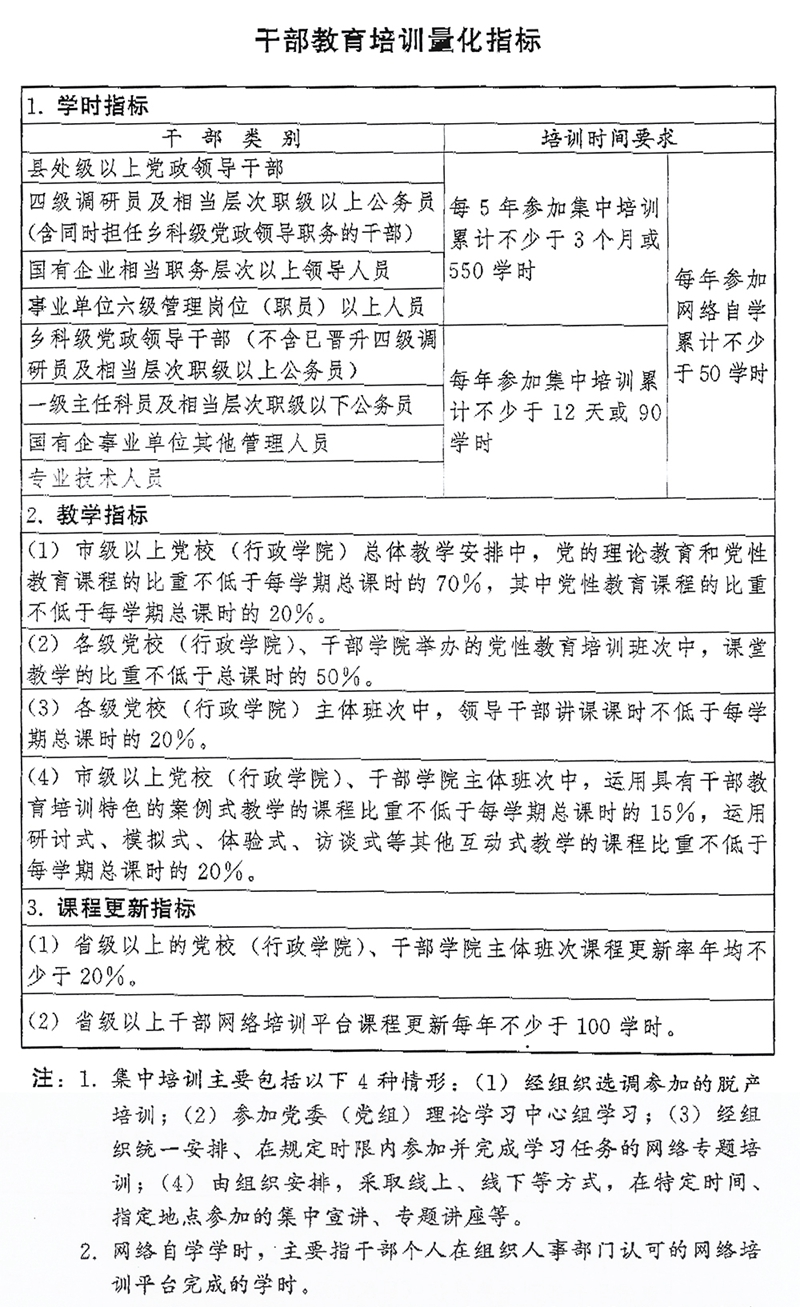 干部教育培训量化指标
1. 学时指标
干部类别
培训时间要求
县处级以上党政领导干部
四级调研员及相当层次职级以上公务员
(含同时担任乡科级党政领导职务的干部)
国有企业相当职务层次以上领导人员
事业单位六级管理岗位（职员）以上人员
每5年参加集中培训
累计不少于3个月或
550学时
乡科级党政领导干部（不含已晋升四级调
研员及相当层次职级以上公务员）
一级主任科员及相当层次职级以下公务员
国有企事业单位其他管理人员
专业技术人员
每年参加集中培训累
计不少于12天或90
学时
每年参加
网络自学
累计不少
于50学时
2. 教学指标
(1) 市级以上党校（行政学院）总体教学安排中，党的理论教育和党性
教育课程的比重不低于每学期总课时的70%，其中党性教育课程的比重
不低于每学期总课时的20%。
(2) 各级党校（行政学院）、干部学院举办的党性教育培训班次中，课堂
教学的比重不低于总课时的50%。
(3) 各级党校（行政学院）主体班次中，领导干部讲课课时不低于每学
期总课时的20%。
(4) 市级以上党校（行政学院）、干部学院主体班次中，运用具有干部教
育培训特色的案例式教学的课程比重不低于每学期总课时的15%，运用
研讨式、模拟式、体验式、访谈式等其他互动式教学的课程比重不低于
每学期总课时的20%。
3. 课程更新指标
(1) 省级以上的党校（行政学院）、干部学院主体班次课程更新率年均不
少于20%。
(2) 省级以上干部网络培训平台课程更新每年不少于100学时。
注：1. 集中培训主要包括以下4种情形：(1) 经组织选调参加的脱产
培训；(2) 参加党委（党组）理论学习中心组学习；(3) 经组
织统一安排、在规定时限内参加并完成学习任务的网络专题培
训；(4) 由组织安排，采取线上、线下等方式，在特定时间、
指定地点参加的集中宣讲、专题讲座等。
2. 网络自学学时，主要指干部个人在组织人事部门认可的网络培
训平台完成的学时。